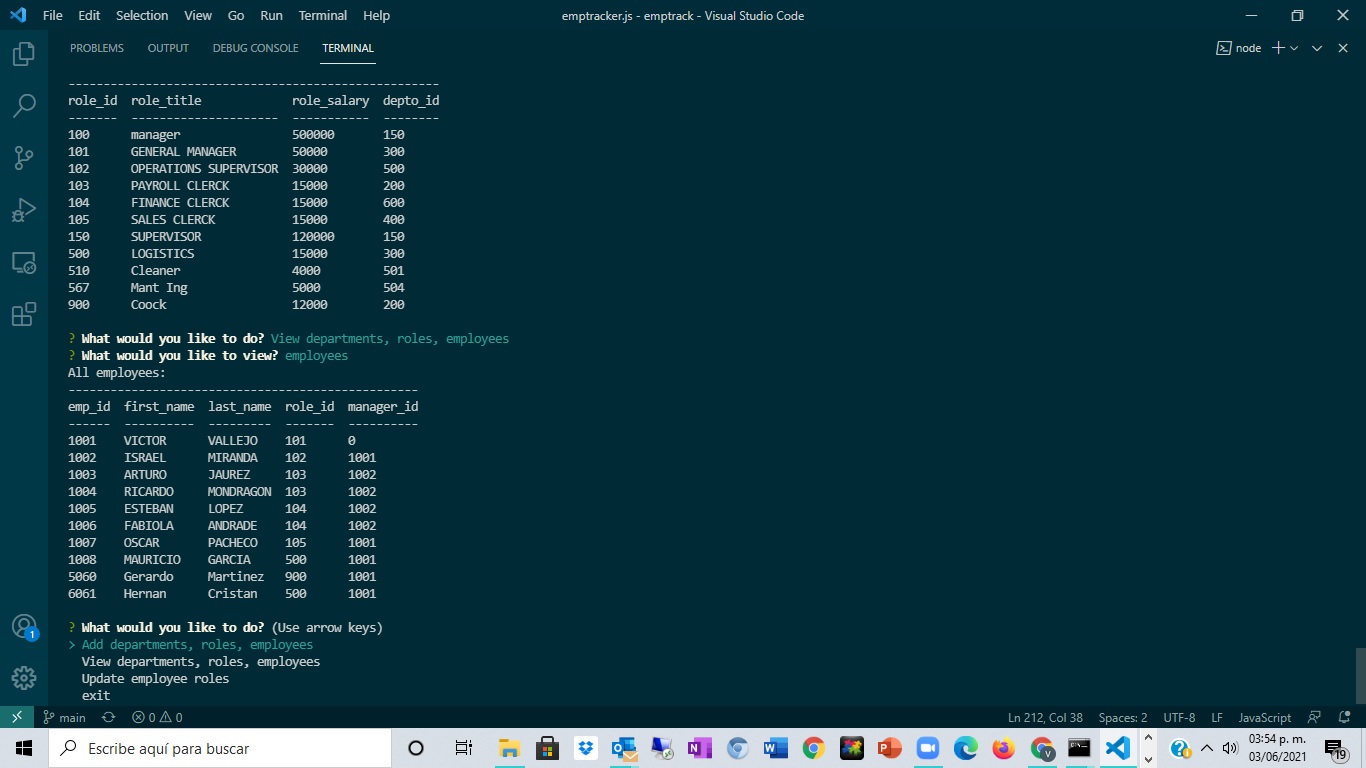 File Edit Selection View Go Run Terminal Help emptracker.js - emptrack - Visual Studio Code
PROBLEMS OUTPUT DEBUG CONSOLE TERMINAL node
-----------------------------------------------------
role_id role_title role_salary depto_id
------- --------------------- ----------- --------
100 manager 500000 150
101 GENERAL MANAGER 50000 300
102 OPERATIONS SUPERVISOR 30000 500
103 PAYROLL CLERCK 15000 200
104 FINANCE CLERCK 15000 600
105 SALES CLERCK 15000 400
150 SUPERVISOR 120000 150
500 LOGISTICS 15000 300
510 Cleaner 4000 501
567 Mant Ing 5000 504
900 Coock 12000 200
? What would you like to do? View departments, roles, employees
? What would you like to view? employees
All employees:
--------------------------------------------------
emp_id first_name last_name role_id manager_id
------ ---------- --------- ------- ----------
1001 VICTOR VALLEJO 101 0
1002 ISRAEL MIRANDA 102 1001
1003 ARTURO JAUREZ 103 1002
1004 RICARDO MONDRAGON 103 1002
1005 ESTEBAN LOPEZ 104 1002
1006 FABIOLA ANDRADE 104 1002
1007 OSCAR PACHECO 105 1001
1008 MAURICIO GARCIA 500 1001
5060 Gerardo Martinez 900 1001
6061 Hernan Cristan 500 1001
? What would you like to do? (Use arrow keys)
> Add departments, roles, employees
View departments, roles, employees
Update employee roles
exit
1
main 0 0 Ln 212, Col 38 Spaces: 2 UTF-8 LF JavaScript
Escribe aquí para buscar
03:54 p. m.
03/06/2021
19